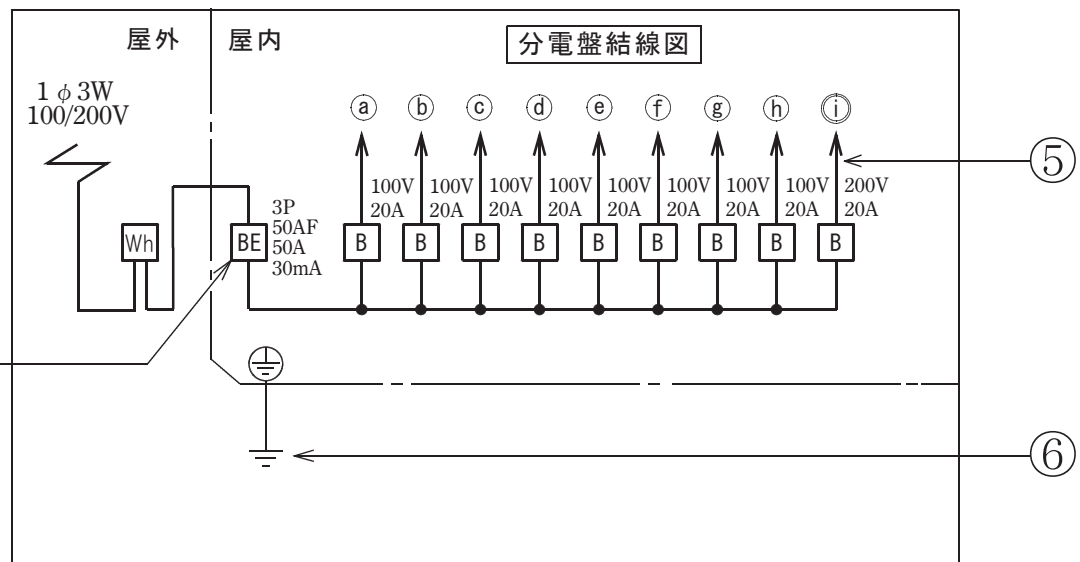 屋外
屋内
分電盤結線図
1φ3W
100/200V
ⓐ ⓑ ⓒ ⓓ ⓔ ⓕ ⓖ ⓗ ⓘ
⑤
100V 100V 100V 100V 100V 100V 100V 100V 200V
20A 20A 20A 20A 20A 20A 20A 20A 20A
3P
50AF
50A
30mA
Wh
BE
B B B B B B B B B
⑥